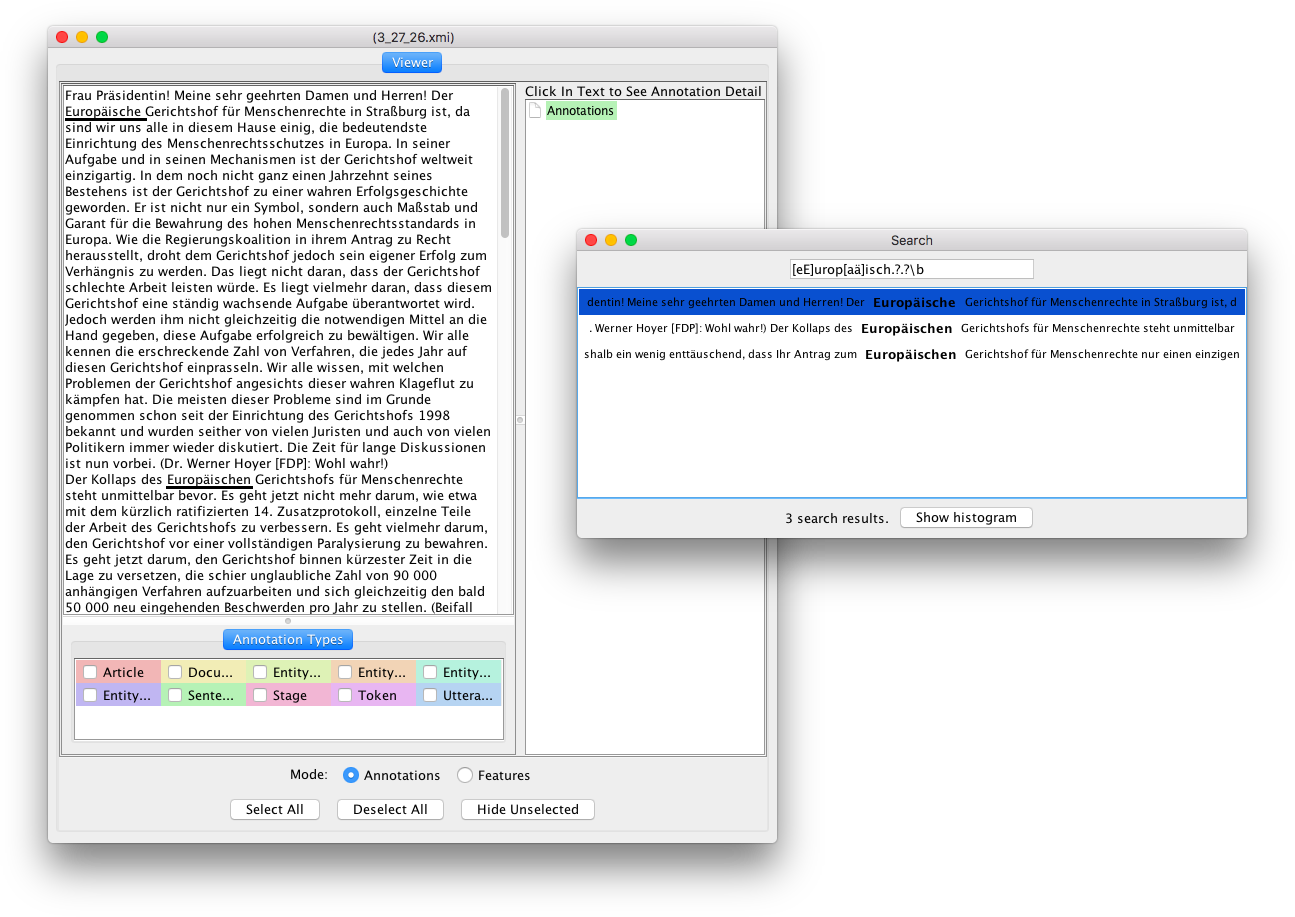 (3_27_26.xmi)
Viewer
Frau Präsidentin! Meine sehr geehrten Damen und Herren! Der
Europäische Gerichtshof für Menschenrechte in Straßburg ist, da
sind wir uns alle in diesem Hause einig, die bedeutendste
Einrichtung des Menschenrechtsschutzes in Europa. In seiner
Aufgabe und in seinen Mechanismen ist der Gerichtshof weltweit
einzigartig. In dem noch nicht ganz einen Jahrzehnt seines
Bestehens ist der Gerichtshof zu einer wahren Erfolgsgeschichte
geworden. Er ist nicht nur ein Symbol, sondern auch Maßstab und
Garant für die Bewahrung des hohen Menschenrechtsstandards in
Europa. Wie die Regierungskoalition in ihrem Antrag zu Recht
herausstellt, droht dem Gerichtshof jedoch sein eigener Erfolg zum
Verhängnis zu werden. Das liegt nicht daran, dass der Gerichtshof
schlechte Arbeit leisten würde. Es liegt vielmehr daran, dass diesem
Gerichtshof eine ständig wachsende Aufgabe überantwortet wird.
Jedoch werden ihm nicht gleichzeitig die notwendigen Mittel an die
Hand gegeben, diese Aufgabe erfolgreich zu bewältigen. Wir alle
kennen die erschreckende Zahl von Verfahren, die jedes Jahr auf
diesen Gerichtshof einprasseln. Wir alle wissen, mit welchen
Problemen der Gerichtshof angesichts dieser wahren Klageflut zu
kämpfen hat. Die meisten dieser Probleme sind im Grunde
genommen schon seit der Einrichtung des Gerichtshofs 1998
bekannt und wurden seither von vielen Juristen und auch von vielen
Politikern immer wieder diskutiert. Die Zeit für lange Diskussionen
ist nun vorbei. (Dr. Werner Hoyer [FDP]: Wohl wahr!)
Der Kollaps des Europäischen Gerichtshofs für Menschenrechte
steht unmittelbar bevor. Es geht jetzt nicht mehr darum, wie etwa
mit dem kürzlich ratifizierten 14. Zusatzprotokoll, einzelne Teile
der Arbeit des Gerichtshofs zu verbessern. Es geht vielmehr darum,
den Gerichtshof vor einer vollständigen Paralysierung zu bewahren.
Es geht jetzt darum, den Gerichtshof binnen kürzester Zeit in die
Lage zu versetzen, die schier unglaubliche Zahl von 90 000
anhängigen Verfahren aufzuarbeiten und sich gleichzeitig den bald
50 000 neu eingehenden Beschwerden pro Jahr zu stellen. (Beifall
Annotation Types
Article Docu... Entity... Entity... Entity...
Entity... Sente... Stage Token Uttera...
Mode: Annotations Features
Select All Deselect All Hide Unselected
Click In Text to See Annotation Detail
Annotations
Search
[eE]urop[aä]isch.?.?\b
dentin! Meine sehr geehrten Damen und Herren! Der Europäische Gerichtshof für Menschenrechte in Straßburg ist, d
. Werner Hoyer [FDP]: Wohl wahr!) Der Kollaps des Europäischen Gerichtshofs für Menschenrechte steht unmittelbar
shalb ein wenig enttäuschend, dass Ihr Antrag zum Europäischen Gerichtshof für Menschenrechte nur einen einzigen
3 search results. Show histogram